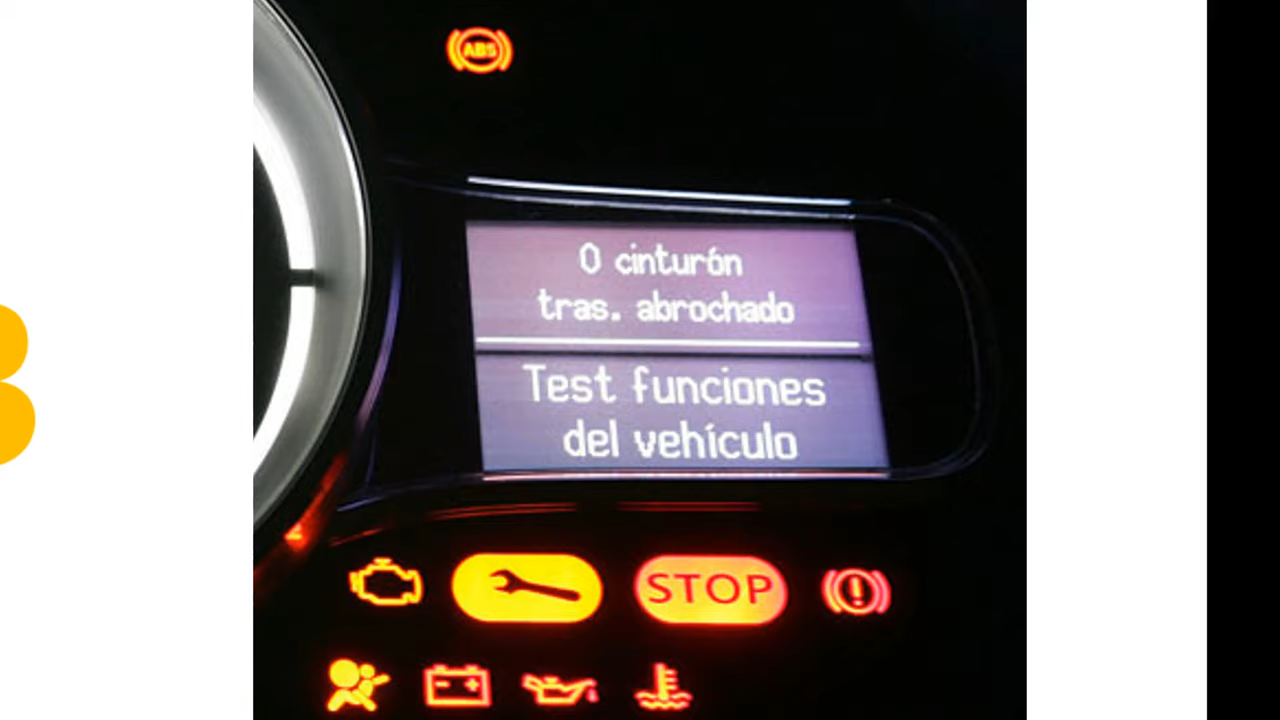 ABS
0 cinturón
tras. abrochado
Test funciones
del vehículo
STOP